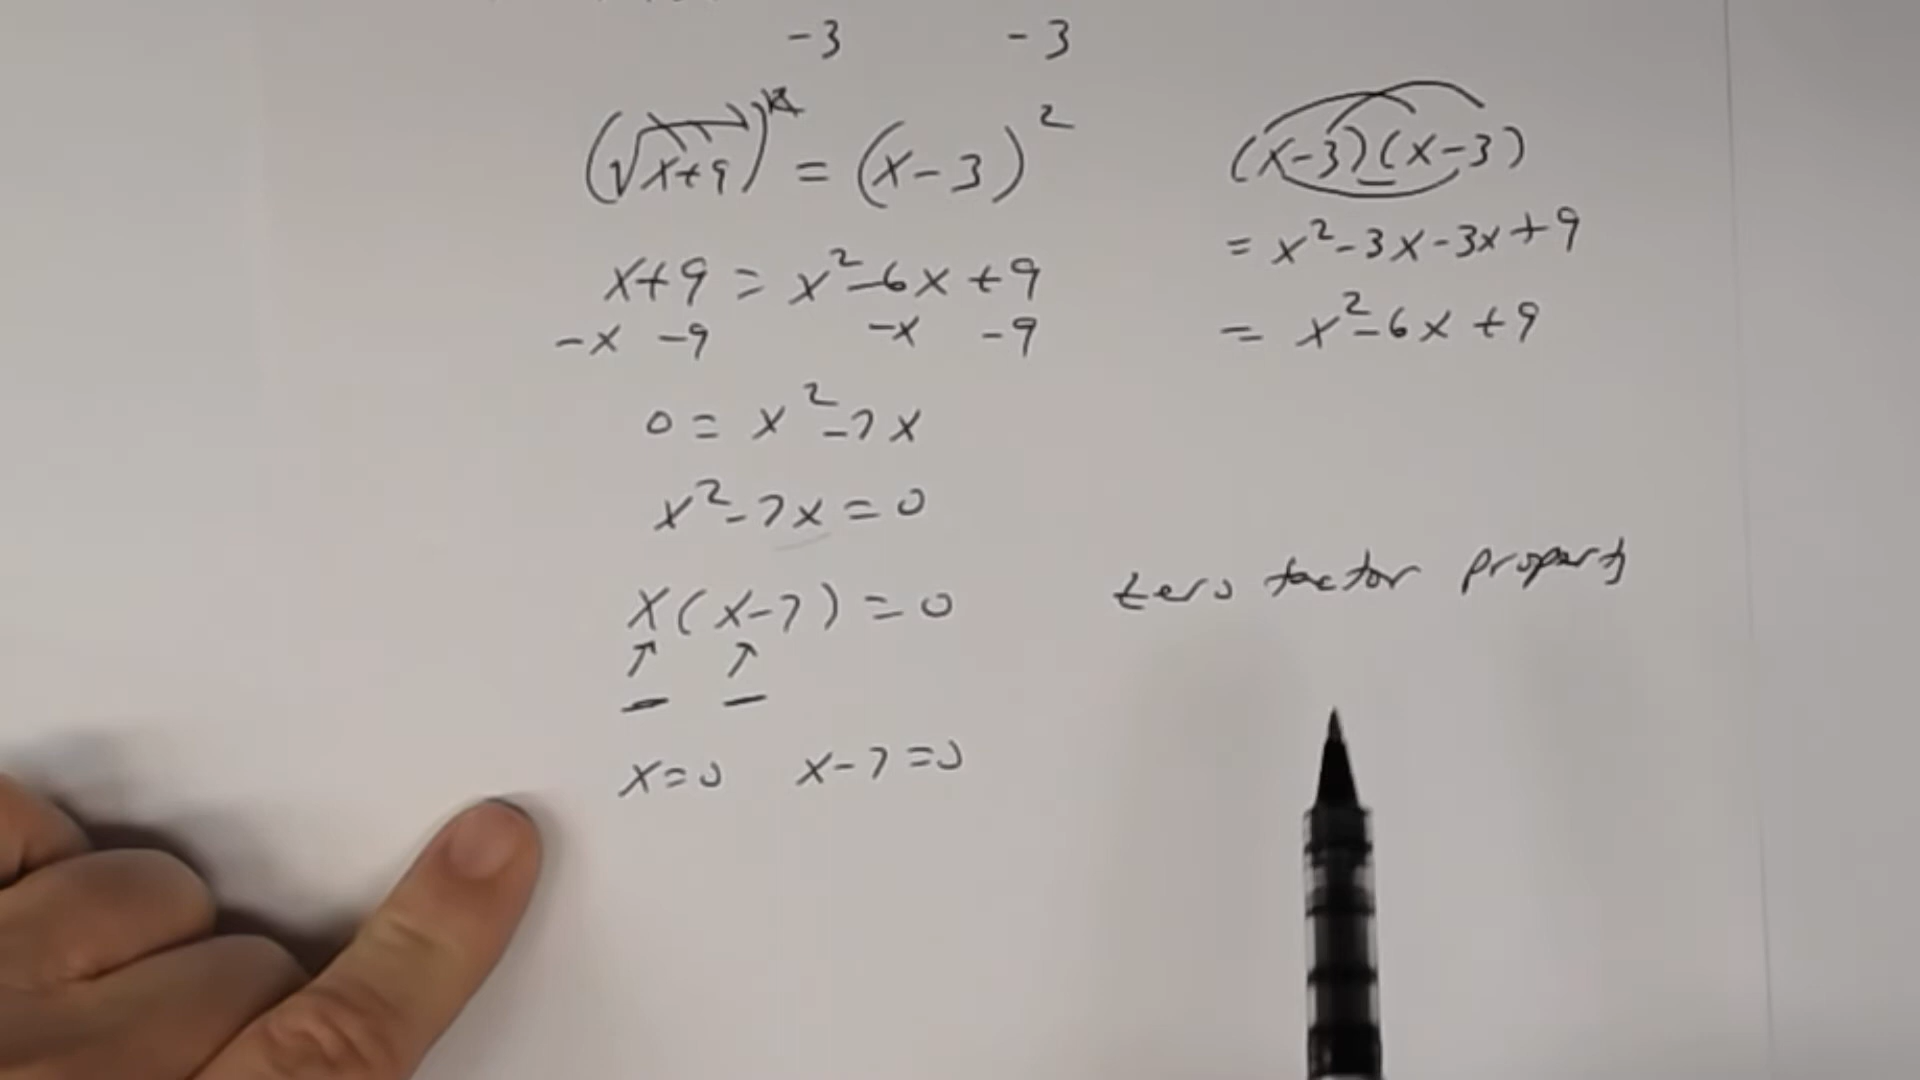 -3 -3
(√x+9)² = (x-3)²
x+9 = x²-6x+9
-x -9 -x -9
0 = x²-7x
x²-7x=0
x(x-7)=0
x=0 x-7=0
(x-3)(x-3)
= x²-3x-3x+9
= x²-6x+9
zero factor property